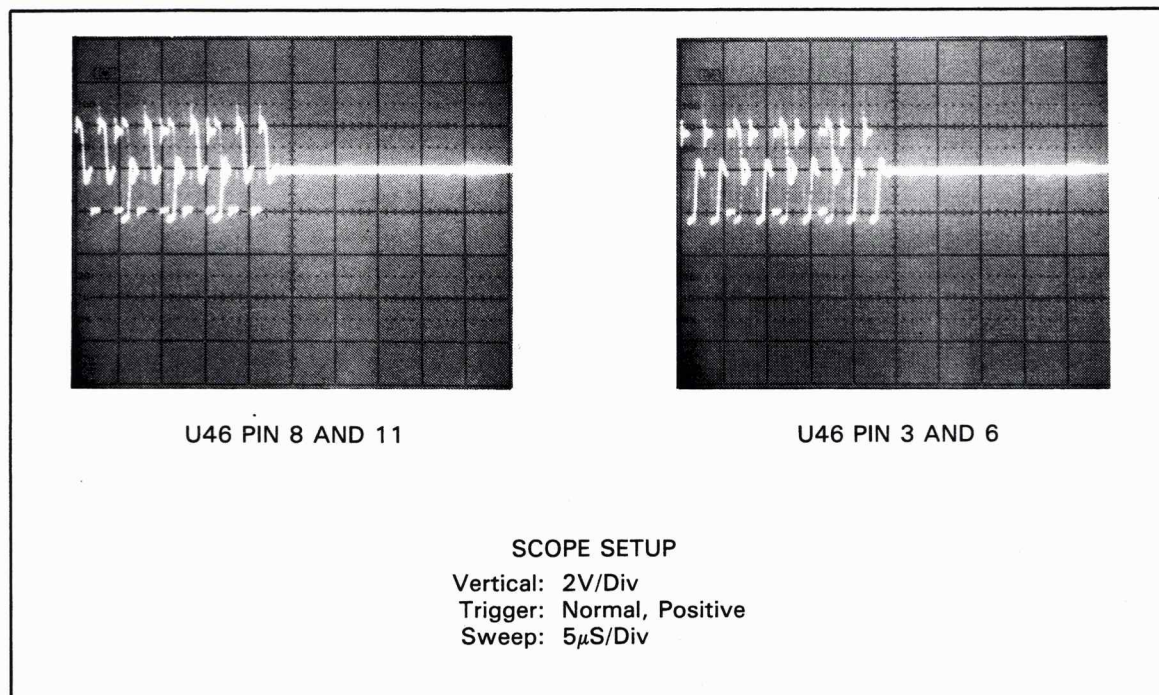 U46 PIN 8 AND 11
U46 PIN 3 AND 6
SCOPE SETUP
Vertical: 2V/Div
Trigger: Normal, Positive
Sweep: 5μS/Div